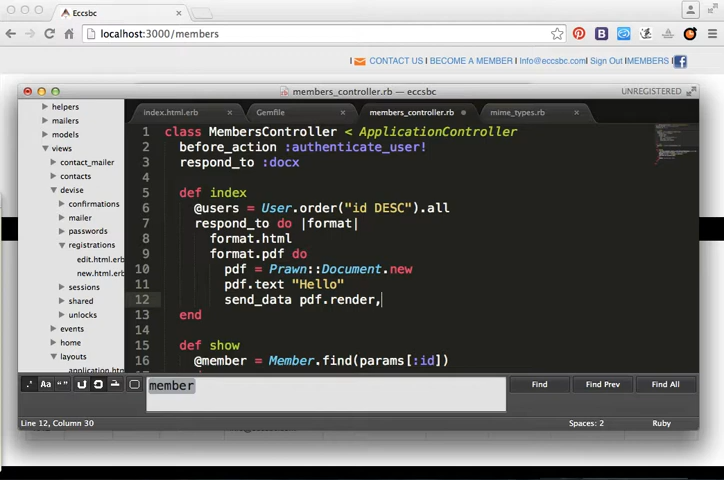 Eccsbc
localhost:3000/members
CONTACT US | BECOME A MEMBER | Info@eccsbc.com| Sign Out |MEMBERS |
members_controller.rb — eccsbc
UNREGISTERED
helpers
mailers
models
views
contact_mailer
contacts
devise
confirmations
mailer
passwords
registrations
edit.html.erb
new.html.erb
sessions
shared
unlocks
events
home
layouts
index.html.erb
Gemfile
members_controller.rb
mime_types.rb
1 class MembersController < ApplicationController
2 before_action :authenticate_user!
3 respond_to :docx
4
5 def index
6 @users = User.order("id DESC").all
7 respond_to do |format|
8 format.html
9 format.pdf do
10 pdf = Prawn::Document.new
11 pdf.text "Hello"
12 send_data pdf.render,
13 end
14
15 def show
16 @member = Member.find(params[:id])
.* Aa “ ”
member
Find
Find Prev
Find All
Line 12, Column 30
Spaces: 2
Ruby